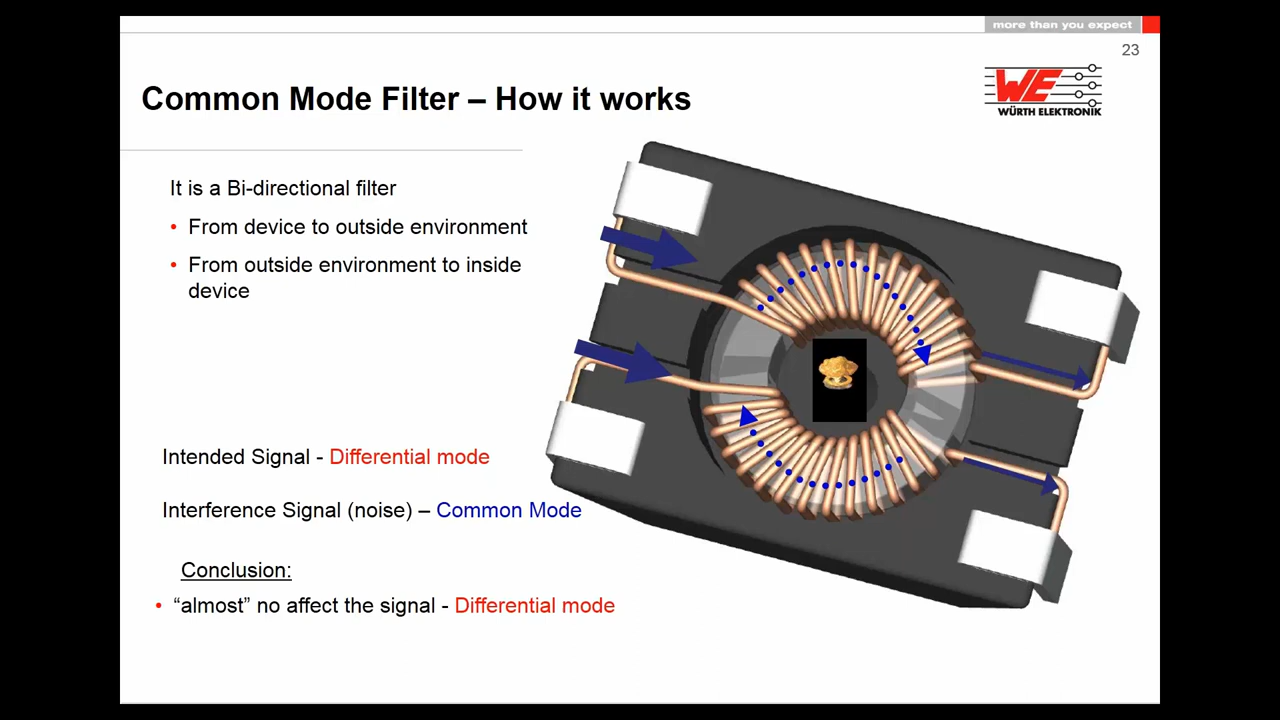 more than you expect
23
WE
WÜRTH ELEKTRONIK
Common Mode Filter – How it works
It is a Bi-directional filter
• From device to outside environment
• From outside environment to inside
device
Intended Signal - Differential mode
Interference Signal (noise) – Common Mode
Conclusion:
• “almost” no affect the signal - Differential mode